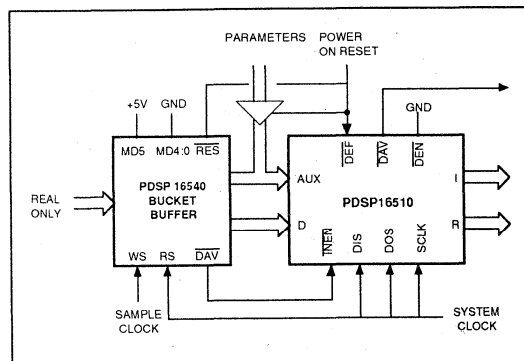 PARAMETERS
POWER
ON RESET
+5V
GND
GND
MD5
MD4:0
RES
DEF
DAV
DEN
PDSP 16540
BUCKET
BUFFER
REAL
ONLY
AUX
I
PDSP16510
D
R
WS
RS
DAV
INEN
DIS
DOS
SCLK
SAMPLE
CLOCK
SYSTEM
CLOCK